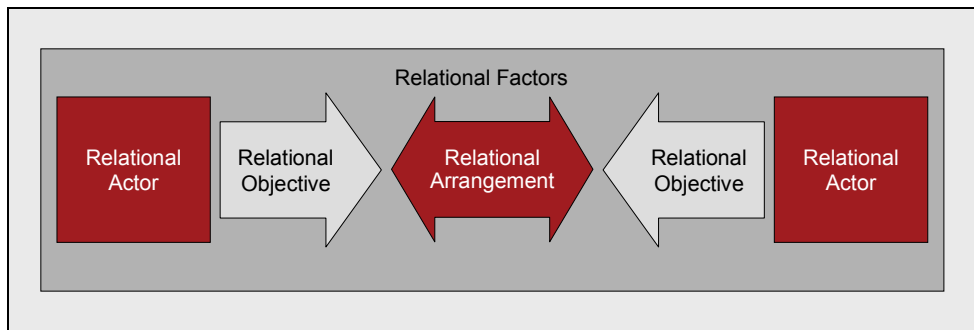 Relational Factors
Relational
Actor
Relational
Objective
Relational
Arrangement
Relational
Objective
Relational
Actor